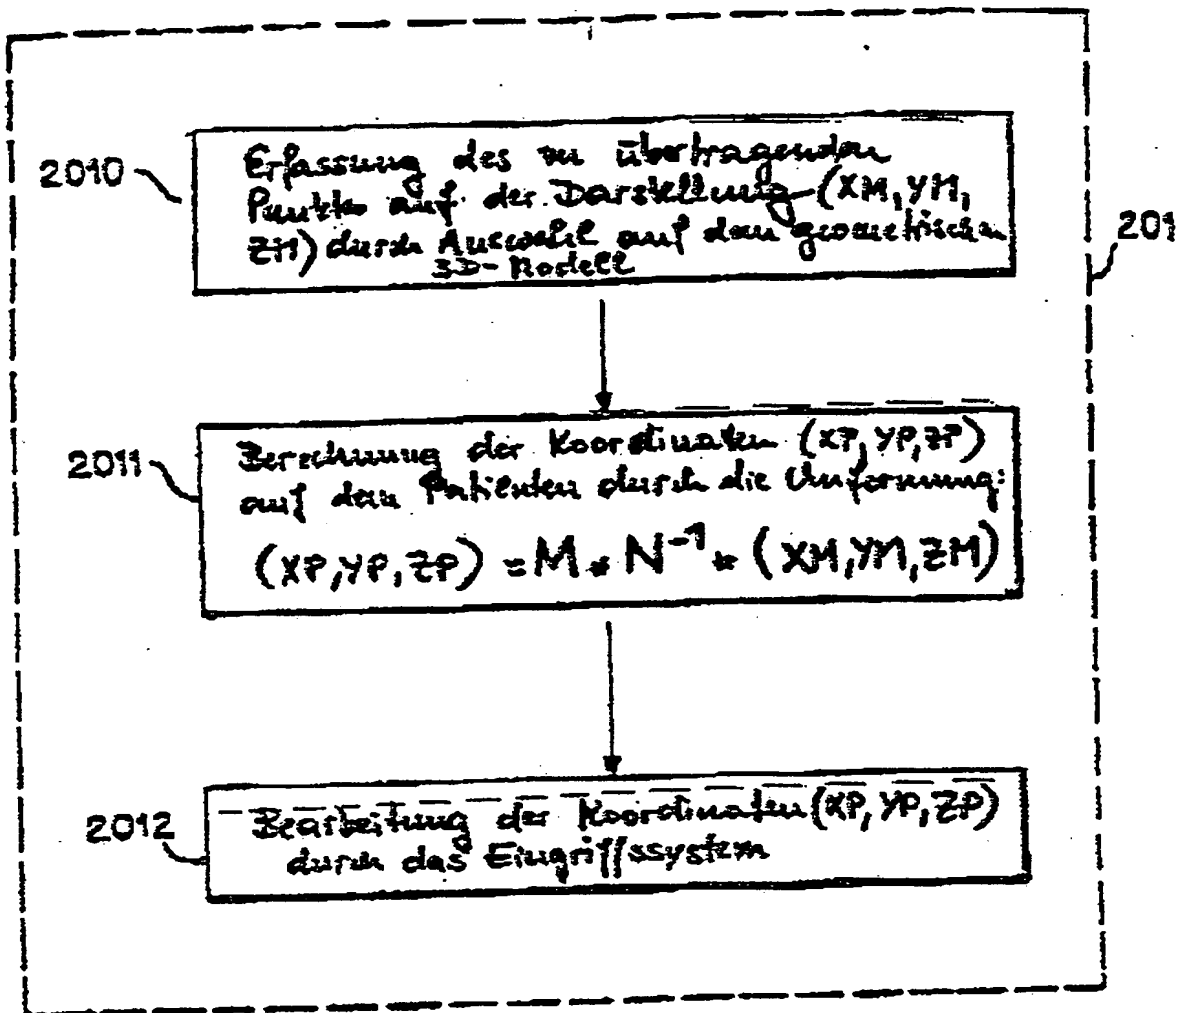 2010
Erfassung des zu übertragenden
Punkts auf der Darstellung (XM, YM,
ZM) durch Auswahl auf dem geometrischen
3D-Modell
201
2011
Berechnung der Koordinaten (XP, YP, ZP)
auf dem Patienten durch die Umformung:
(XP, YP, ZP) = M * N⁻¹ * (XM, YM, ZM)
2012
Bearbeitung der Koordinaten (XP, YP, ZP)
durch das Eingriffssystem